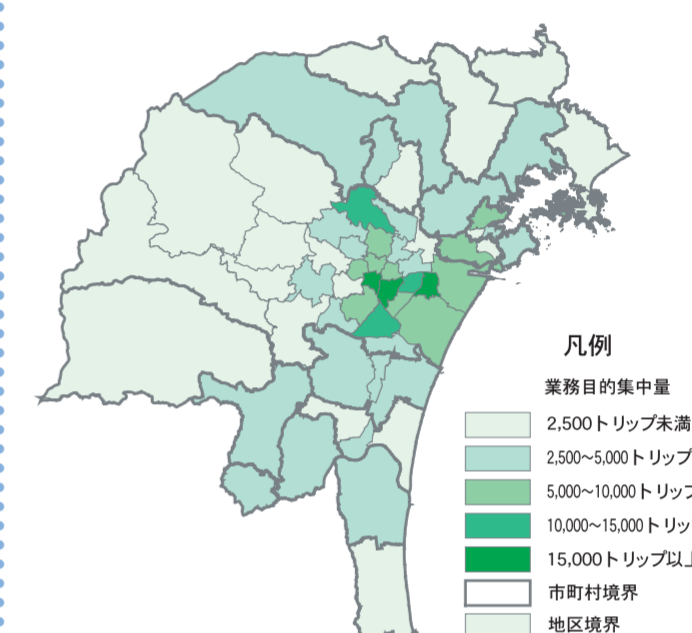 凡例
業務目的集中量
2,500トリップ未満
2,500~5,000トリップ
5,000~10,000トリップ
10,000~15,000トリッ
15,000トリップ以上
市町村境界
地区境界